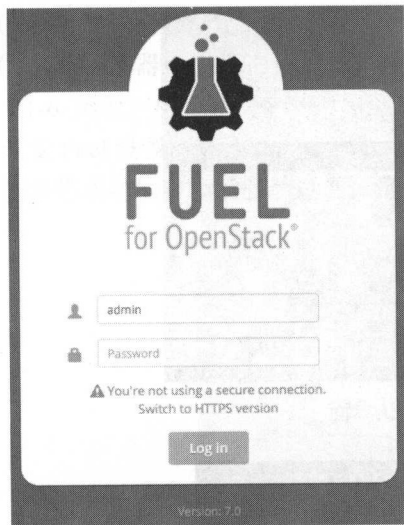 FUEL
for OpenStack®
admin
Password
You're not using a secure connection.
Switch to HTTPS version
Log In
Version: 7.0